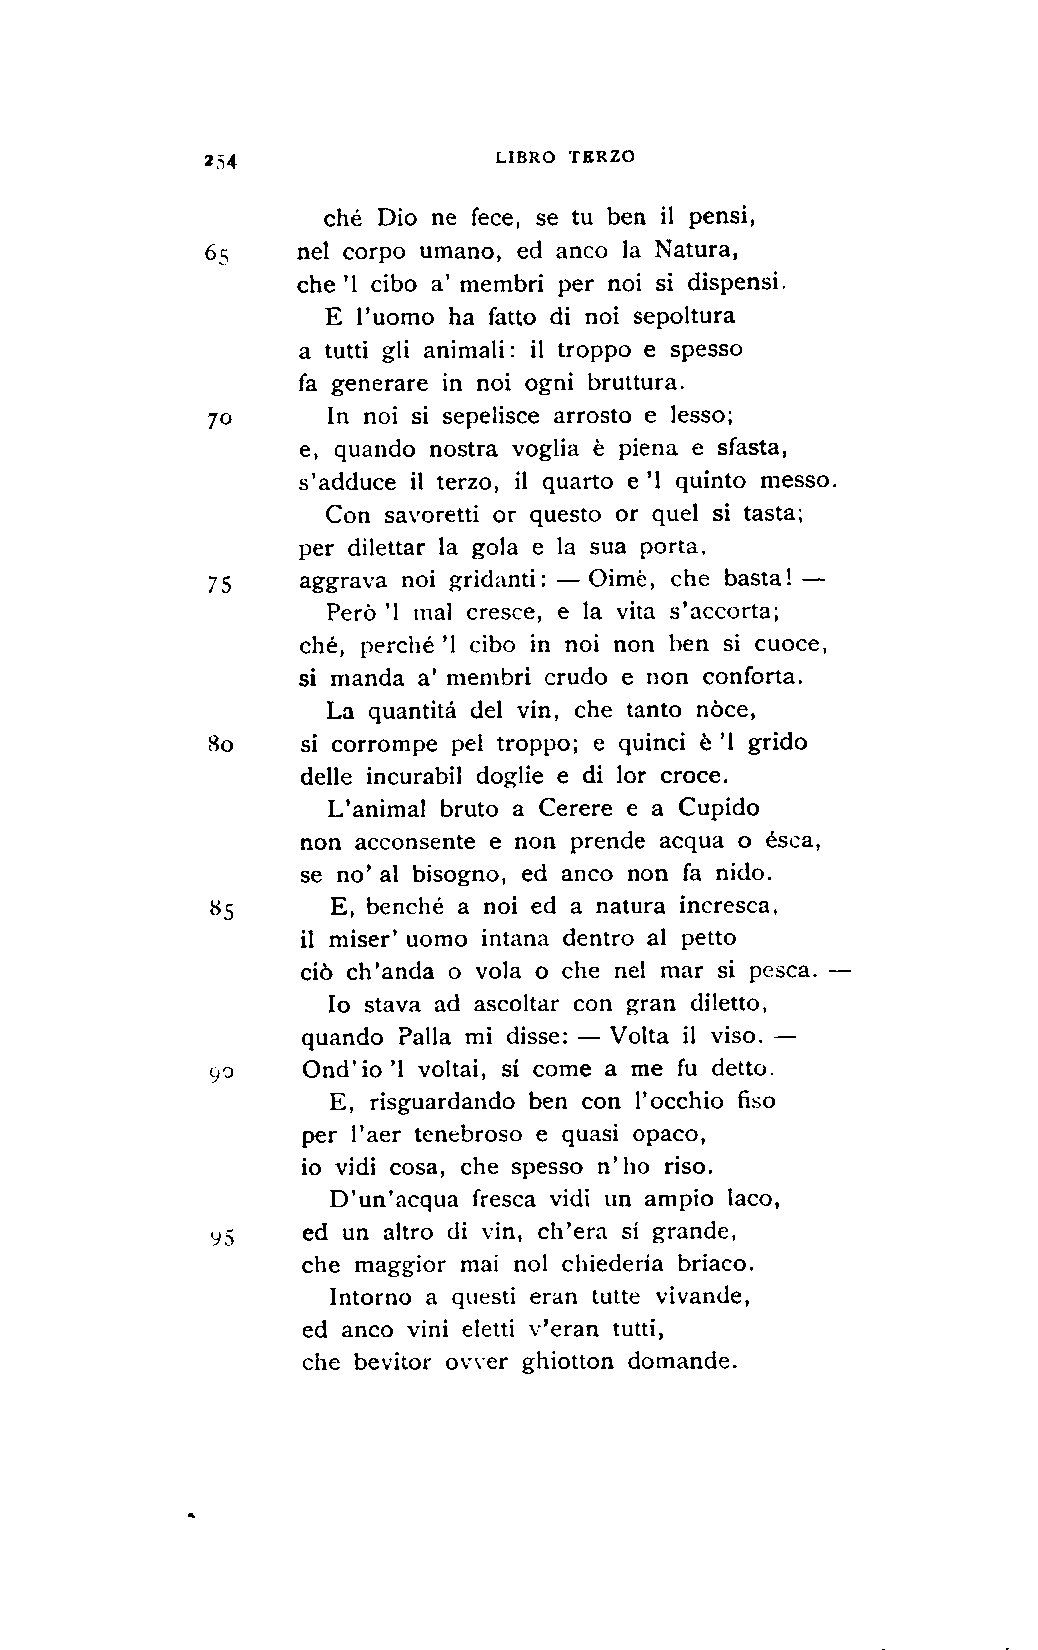 254 LIBRO TERZO
ché Dio ne fece, se tu ben il pensi,
65 nel corpo umano, ed anco la Natura,
che 'l cibo a' membri per noi si dispensi.
E l'uomo ha fatto di noi sepoltura
a tutti gli animali: il troppo e spesso
fa generare in noi ogni bruttura.
70 In noi si sepelisce arrosto e lesso;
e, quando nostra voglia è piena e sfasta,
s'adduce il terzo, il quarto e 'l quinto messo.
Con savoretti or questo or quel si tasta;
per dilettar la gola e la sua porta,
75 aggrava noi gridanti: — Oimè, che basta! —
Però 'l mal cresce, e la vita s'accorta;
ché, perché 'l cibo in noi non ben si cuoce,
si manda a' membri crudo e non conforta.
La quantitá del vin, che tanto nòce,
80 si corrompe pel troppo; e quinci è 'l grido
delle incurabil doglie e di lor croce.
L'animal bruto a Cerere e a Cupido
non acconsente e non prende acqua o ésca,
se no' al bisogno, ed anco non fa nido.
85 E, benché a noi ed a natura incresca,
il miser' uomo intana dentro al petto
ciò ch'anda o vola o che nel mar si pesca. —
Io stava ad ascoltar con gran diletto,
quando Palla mi disse: — Volta il viso. —
90 Ond'io 'l voltai, sí come a me fu detto.
E, risguardando ben con l'occhio fiso
per l'aer tenebroso e quasi opaco,
io vidi cosa, che spesso n'ho riso.
D'un'acqua fresca vidi un ampio laco,
95 ed un altro di vin, ch'era sí grande,
che maggior mai nol chiedería briaco.
Intorno a questi eran tutte vivande,
ed anco vini eletti v'eran tutti,
che bevitor ovver ghiotton domande.